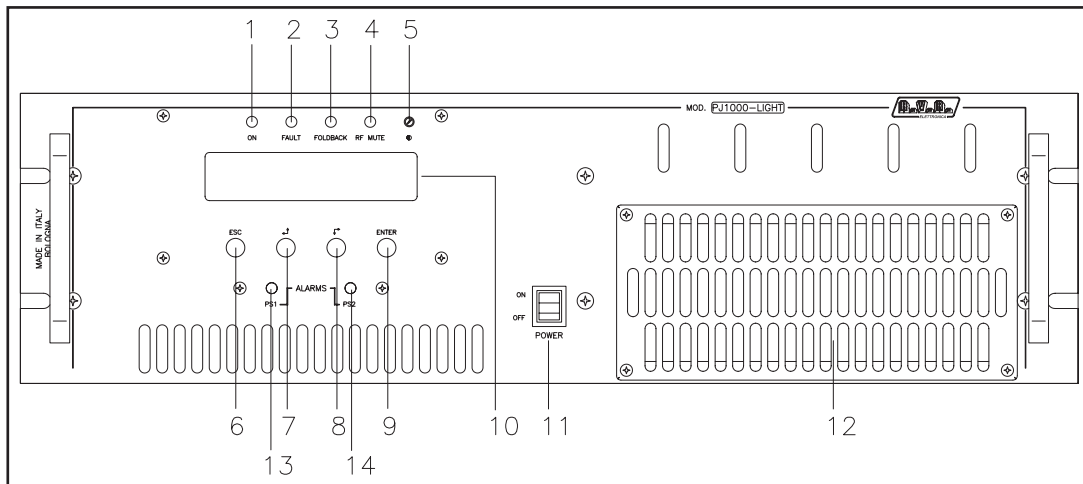 1 2 3 4 5
MOD. PJ1000-LIGHT R.V.R.
ELETTRONICA
ON FAULT FOLDBACK RF MUTE
MADE IN ITALY
BOLOGNA
ESC ENTER
ALARMS
PS1 PS2
ON
OFF
POWER
6 7 8 9 10 11 12
13 14